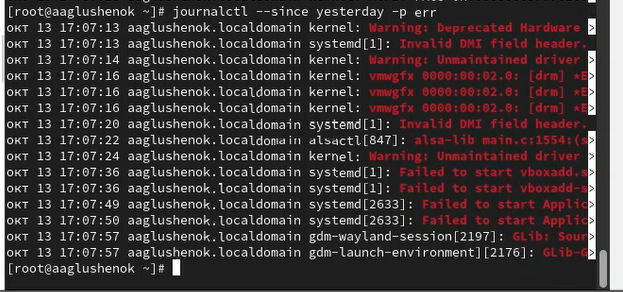 [root@aaglushenok ~]# journalctl --since yesterday -p err
окт 13 17:07:13 aaglushenok.localdomain kernel: Warning: Deprecated Hardware >
окт 13 17:07:13 aaglushenok.localdomain systemd[1]: Invalid DMI field header.>
окт 13 17:07:14 aaglushenok.localdomain kernel: Warning: Unmaintained driver >
окт 13 17:07:16 aaglushenok.localdomain kernel: vmwgfx 0000:00:02.0: [drm] *E>
окт 13 17:07:16 aaglushenok.localdomain kernel: vmwgfx 0000:00:02.0: [drm] *E>
окт 13 17:07:16 aaglushenok.localdomain kernel: vmwgfx 0000:00:02.0: [drm] *E>
окт 13 17:07:20 aaglushenok.localdomain systemd[1]: Invalid DMI field header.>
окт 13 17:07:22 aaglushenok.localdomain alsactl[847]: alsa-lib main.c:1554:(s>
окт 13 17:07:24 aaglushenok.localdomain kernel: Warning: Unmaintained driver >
окт 13 17:07:36 aaglushenok.localdomain systemd[1]: Failed to start vboxadd.s>
окт 13 17:07:36 aaglushenok.localdomain systemd[1]: Failed to start vboxadd-s>
окт 13 17:07:49 aaglushenok.localdomain systemd[2633]: Failed to start Applic>
окт 13 17:07:50 aaglushenok.localdomain systemd[2633]: Failed to start Applic>
окт 13 17:07:57 aaglushenok.localdomain gdm-wayland-session[2197]: GLib: Sour>
окт 13 17:07:57 aaglushenok.localdomain gdm-launch-environment][2176]: GLib-G>
[root@aaglushenok ~]#